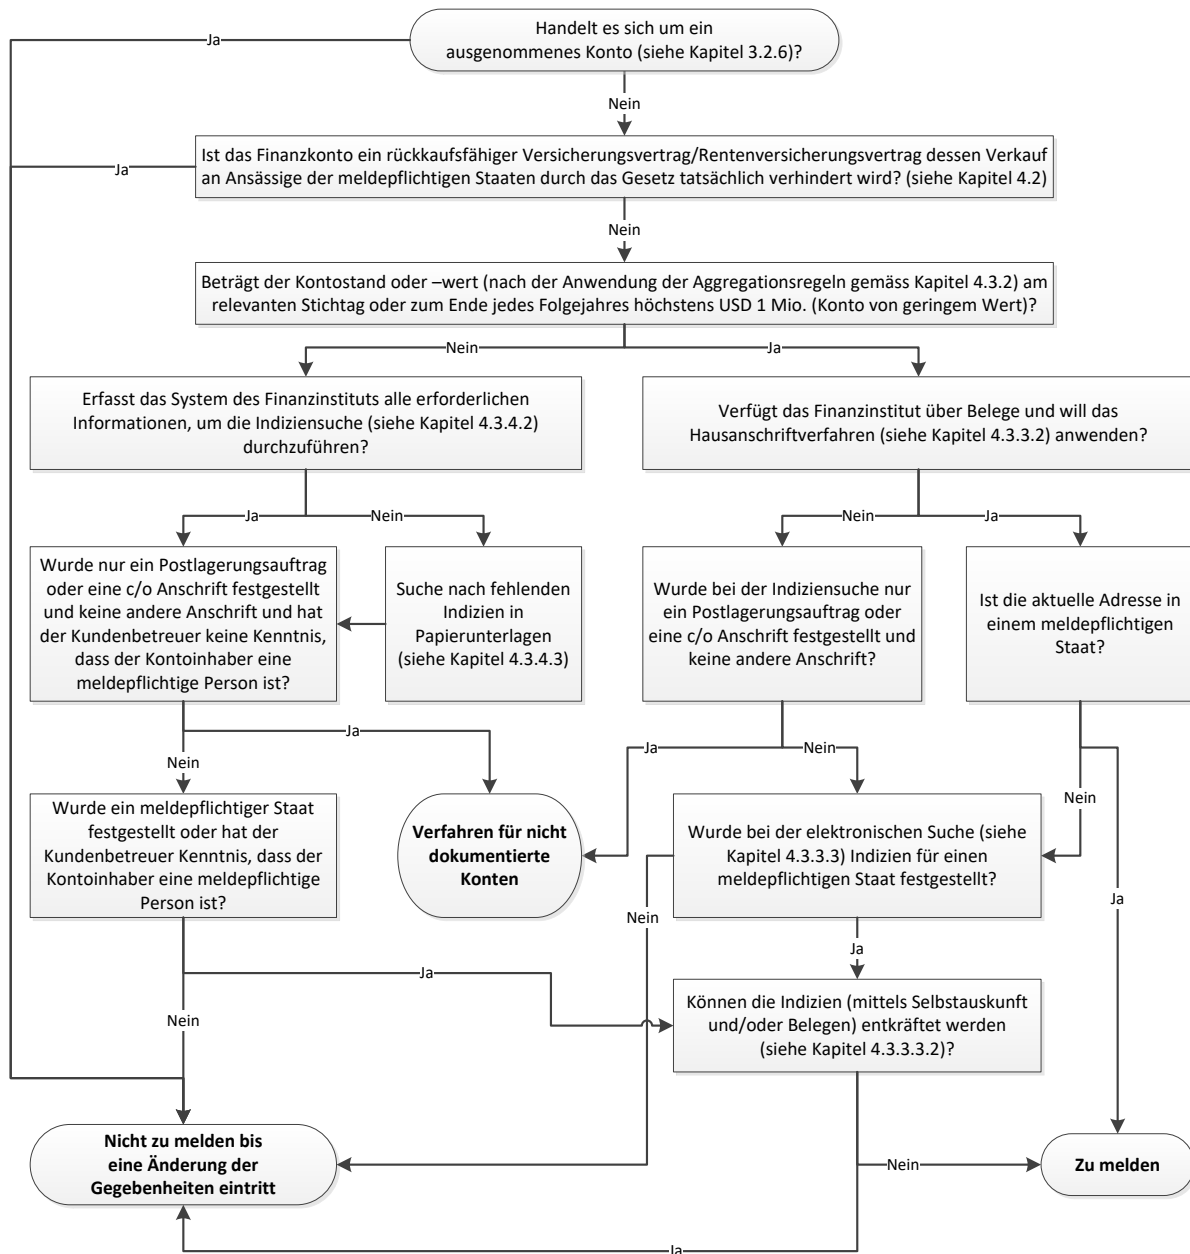 Handelt es sich um ein
ausgenommenes Konto (siehe Kapitel 3.2.6)?
Ja
Nein
Ist das Finanzkonto ein rückkaufsfähiger Versicherungsvertrag/Rentenversicherungsvertrag dessen Verkauf
an Ansässige der meldepflichtigen Staaten durch das Gesetz tatsächlich verhindert wird? (siehe Kapitel 4.2)
Ja
Nein
Beträgt der Kontostand oder –wert (nach der Anwendung der Aggregationsregeln gemäss Kapitel 4.3.2) am
relevanten Stichtag oder zum Ende jedes Folgejahres höchstens USD 1 Mio. (Konto von geringem Wert)?
Nein
Ja
Erfasst das System des Finanzinstituts alle erforderlichen
Informationen, um die Indiziensuche (siehe Kapitel 4.3.4.2)
durchzuführen?
Verfügt das Finanzinstitut über Belege und will das
Hausanschriftverfahren (siehe Kapitel 4.3.3.2) anwenden?
Ja
Nein
Nein
Ja
Wurde nur ein Postlagerungsauftrag
oder eine c/o Anschrift festgestellt
und keine andere Anschrift und hat
der Kundenbetreuer keine Kenntnis,
dass der Kontoinhaber eine
meldepflichtige Person ist?
Suche nach fehlenden
Indizien in
Papierunterlagen
(siehe Kapitel 4.3.4.3)
Wurde bei der Indiziensuche nur
ein Postlagerungsauftrag oder
eine c/o Anschrift festgestellt und
keine andere Anschrift?
Ist die aktuelle Adresse in
einem meldepflichtigen
Staat?
Ja
Nein
Ja
Nein
Nein
Ja
Wurde ein meldepflichtiger Staat
festgestellt oder hat der
Kundenbetreuer Kenntnis, dass der
Kontoinhaber eine meldepflichtige
Person ist?
Verfahren für nicht
dokumentierte
Konten
Wurde bei der elektronischen Suche (siehe
Kapitel 4.3.3.3) Indizien für einen
meldepflichtigen Staat festgestellt?
Nein
Ja
Ja
Nein
Können die Indizien (mittels Selbstauskunft
und/oder Belegen) entkräftet werden
(siehe Kapitel 4.3.3.3.2)?
Nicht zu melden bis
eine Änderung der
Gegebenheiten eintritt
Nein
Zu melden
Ja